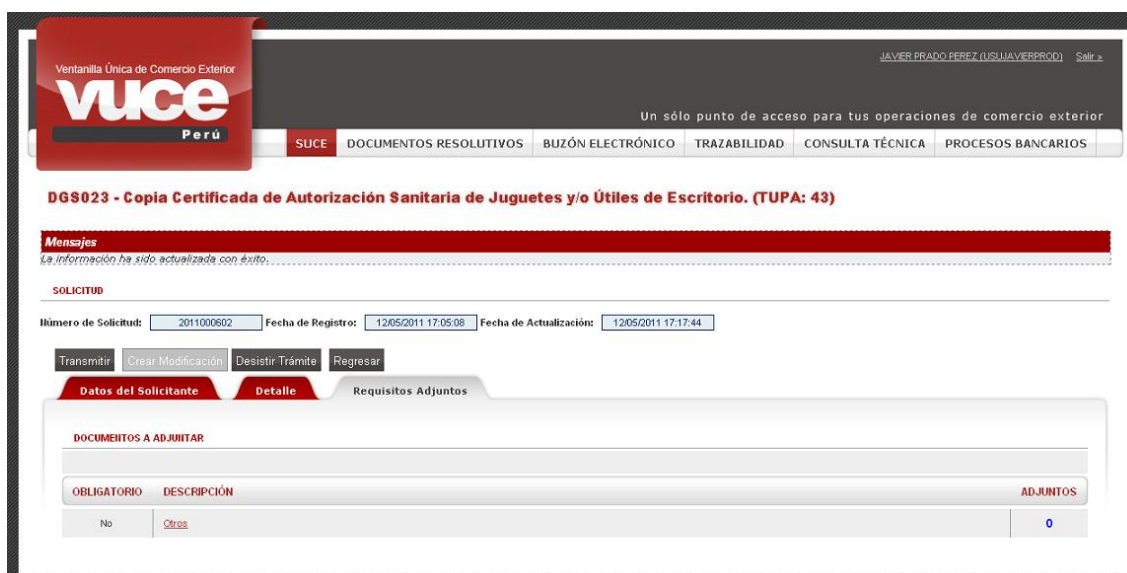 JAVIER PRADO PEREZ (USUJAVIERPROD) Salir »
Ventanilla Única de Comercio Exterior
vuce
Perú
Un sólo punto de acceso para tus operaciones de comercio exterior
SUCE DOCUMENTOS RESOLUTIVOS BUZÓN ELECTRÓNICO TRAZABILIDAD CONSULTA TÉCNICA PROCESOS BANCARIOS
DGS023 - Copia Certificada de Autorización Sanitaria de Juguetes y/o Útiles de Escritorio. (TUPA: 43)
Mensajes
La información ha sido actualizada con éxito.
SOLICITUD
Número de Solicitud: 2011000602 Fecha de Registro: 12/05/2011 17:05:08 Fecha de Actualización: 12/05/2011 17:17:44
Transmitir Crear Modificación Desistir Trámite Regresar
Datos del Solicitante Detalle Requisitos Adjuntos
DOCUMENTOS A ADJUNTAR
OBLIGATORIO DESCRIPCIÓN ADJUNTOS
No Otros 0